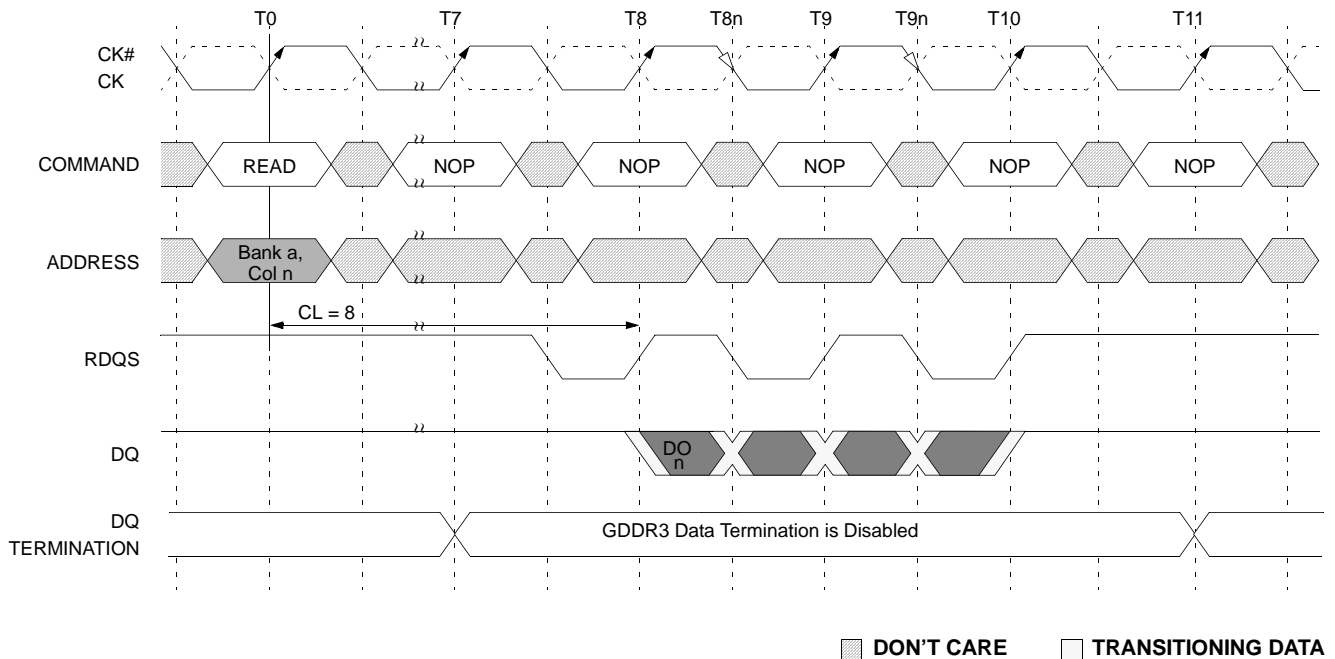 T0 T7 T8 T8n T9 T9n T10 T11
CK#
CK
COMMAND READ NOP NOP NOP NOP NOP
ADDRESS Bank a,
Col n
CL = 8
RDQS
DQ DO
n
DQ
TERMINATION GDDR3 Data Termination is Disabled
DON'T CARE TRANSITIONING DATA